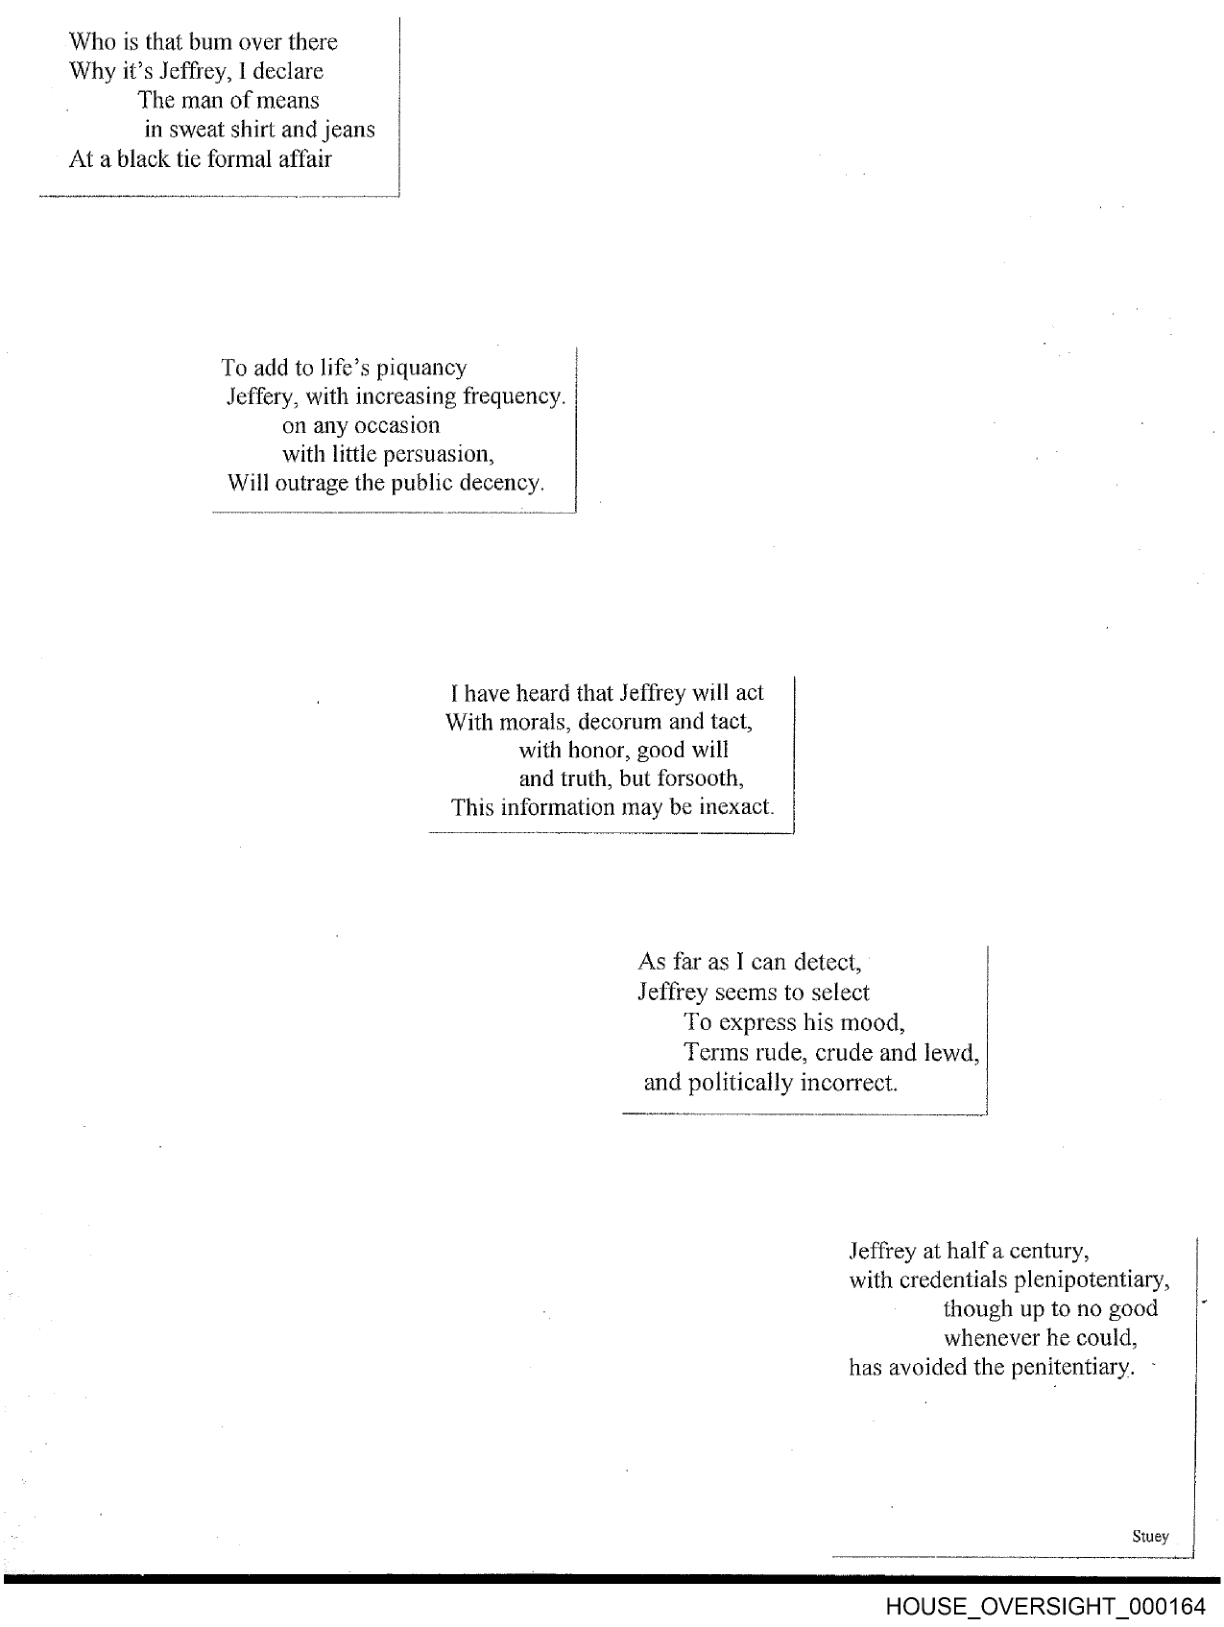 Who is that bum over there
Why it's Jeffrey, I declare
The man of means
in sweat shirt and jeans
At a black tie formal affair
To add to life's piquancy
Jeffery, with increasing frequency.
on any occasion
with little persuasion,
Will outrage the public decency.
I have heard that Jeffrey will act
With morals, decorum and tact,
with honor, good will
and truth, but forsooth,
This information may be inexact.
As far as I can detect,
Jeffrey seems to select
To express his mood,
Terms rude, crude and lewd,
and politically incorrect.
Jeffrey at half a century,
with credentials plenipotentiary,
though up to no good
whenever he could,
has avoided the penitentiary.
Stuey
HOUSE_OVERSIGHT_000164